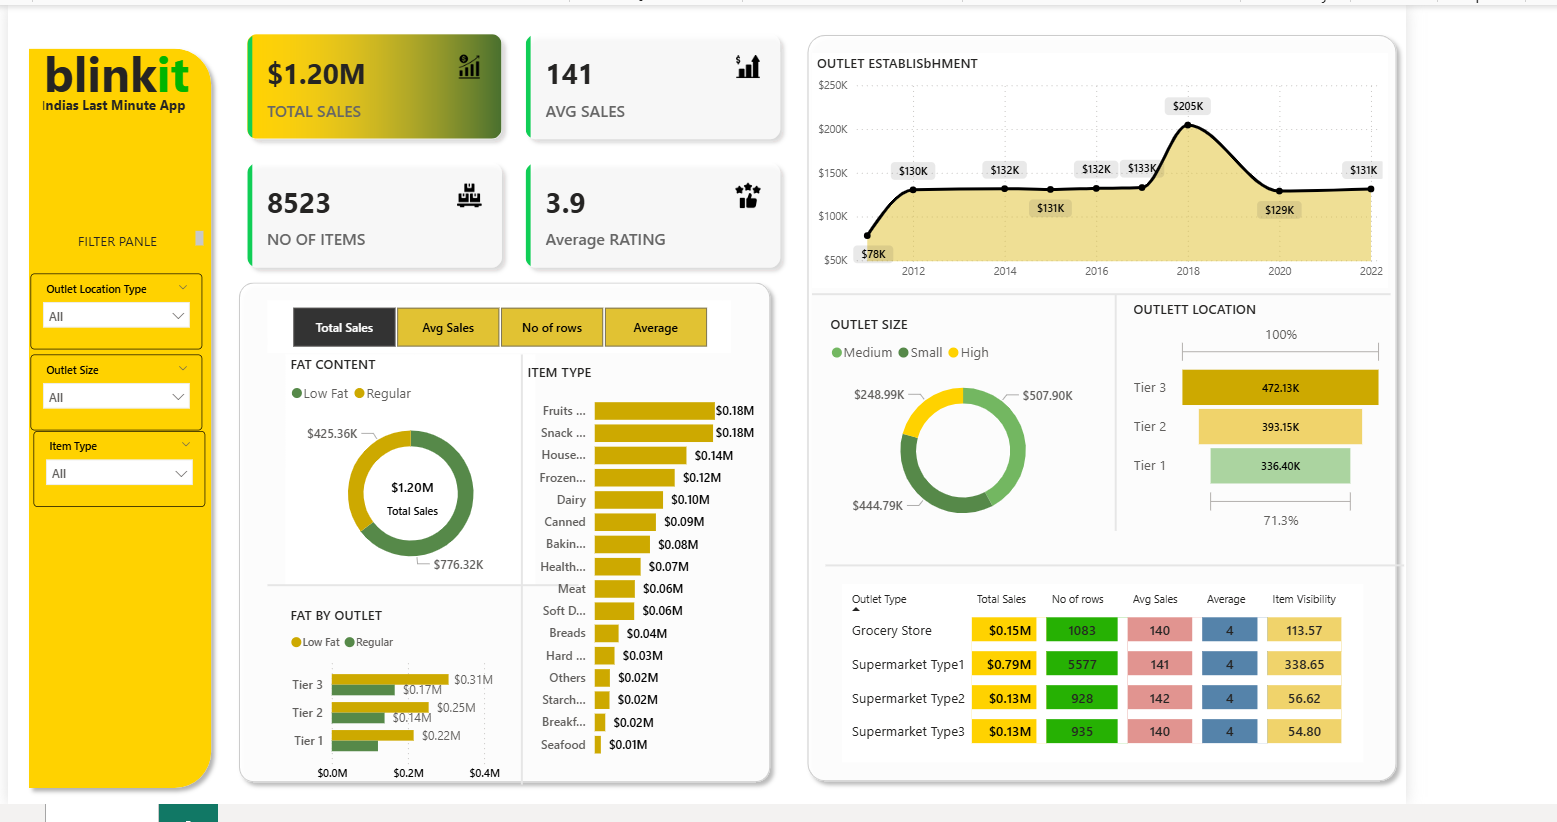 blinkit
Indias Last Minute App
FILTER PANLE
Outlet Location Type
All
Outlet Size
All
Item Type
All
$1.20M
TOTAL SALES
141
AVG SALES
8523
NO OF ITEMS
3.9
Average RATING
Total Sales Avg Sales No of rows Average
FAT CONTENT
Low Fat Regular
$425.36K
$1.20M
Total Sales
$776.32K
FAT BY OUTLET
Low Fat Regular
Tier 3 $0.31M
$0.17M
Tier 2 $0.25M
$0.14M
Tier 1 $0.22M
$0.0M $0.2M $0.4M
ITEM TYPE
Fruits ... $0.18M
Snack ... $0.18M
House... $0.14M
Frozen... $0.12M
Dairy $0.10M
Canned $0.09M
Bakin... $0.08M
Health... $0.07M
Meat $0.06M
Soft D... $0.06M
Breads $0.04M
Hard ... $0.03M
Others $0.02M
Starch... $0.02M
Breakf... $0.02M
Seafood $0.01M
OUTLET ESTABLISbHMENT
$250K
$200K
$150K
$100K
$50K
$78K
$130K
$132K
$131K
$132K
$133K
$205K
$129K
$131K
2012 2014 2016 2018 2020 2022
OUTLET SIZE
Medium Small High
$248.99K
$507.90K
$444.79K
OUTLETT LOCATION
100%
Tier 3 472.13K
Tier 2 393.15K
Tier 1 336.40K
71.3%
Outlet Type Total Sales No of rows Avg Sales Average Item Visibility
Grocery Store $0.15M 1083 140 4 113.57
Supermarket Type1 $0.79M 5577 141 4 338.65
Supermarket Type2 $0.13M 928 142 4 56.62
Supermarket Type3 $0.13M 935 140 4 54.80